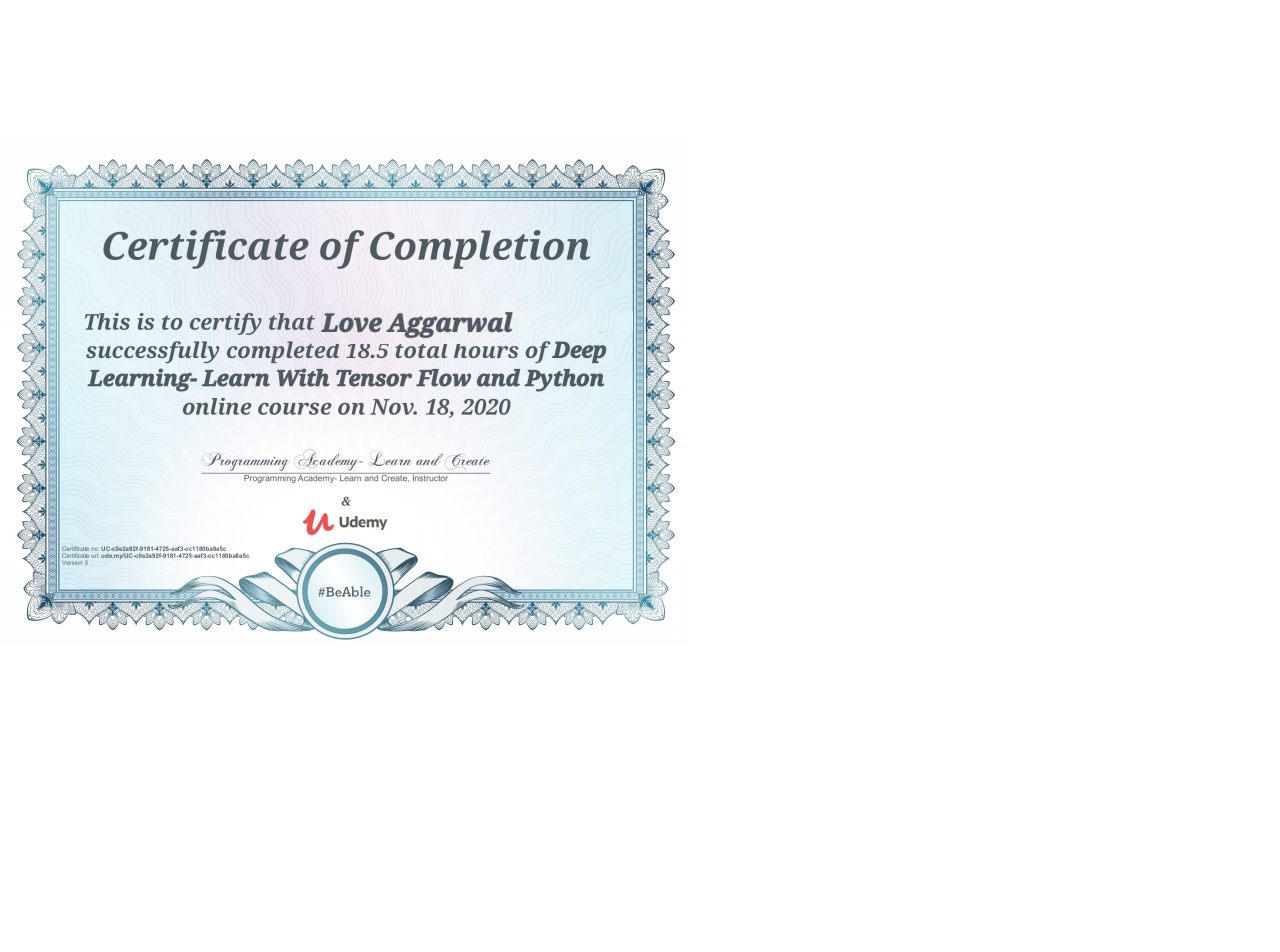 Certificate of Completion
This is to certify that Love Aggarwal
successfully completed 18.5 total hours of Deep
Learning- Learn With Tensor Flow and Python
online course on Nov. 18, 2020
Programming Academy- Learn and Create
Programming Academy- Learn and Create, Instructor
&
Udemy
Certificate no: UC-c0e2a92f-9181-4725-aaf3-cc1180ba8a5c
Certificate url: ude.my/UC-c0e2a92f-9181-4725-aaf3-cc1180ba8a5c
Version 3
#BeAble